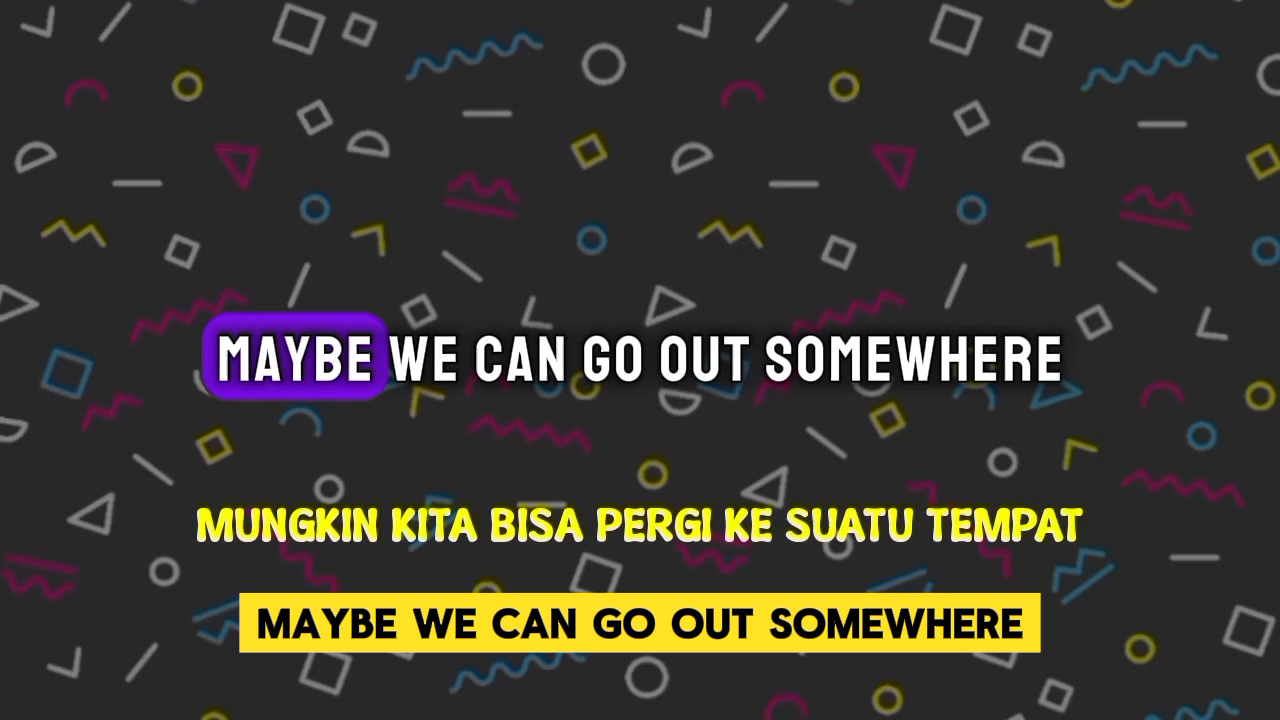 MAYBE WE CAN GO OUT SOMEWHERE
MUNGKIN KITA BISA PERGI KE SUATU TEMPAT
MAYBE WE CAN GO OUT SOMEWHERE